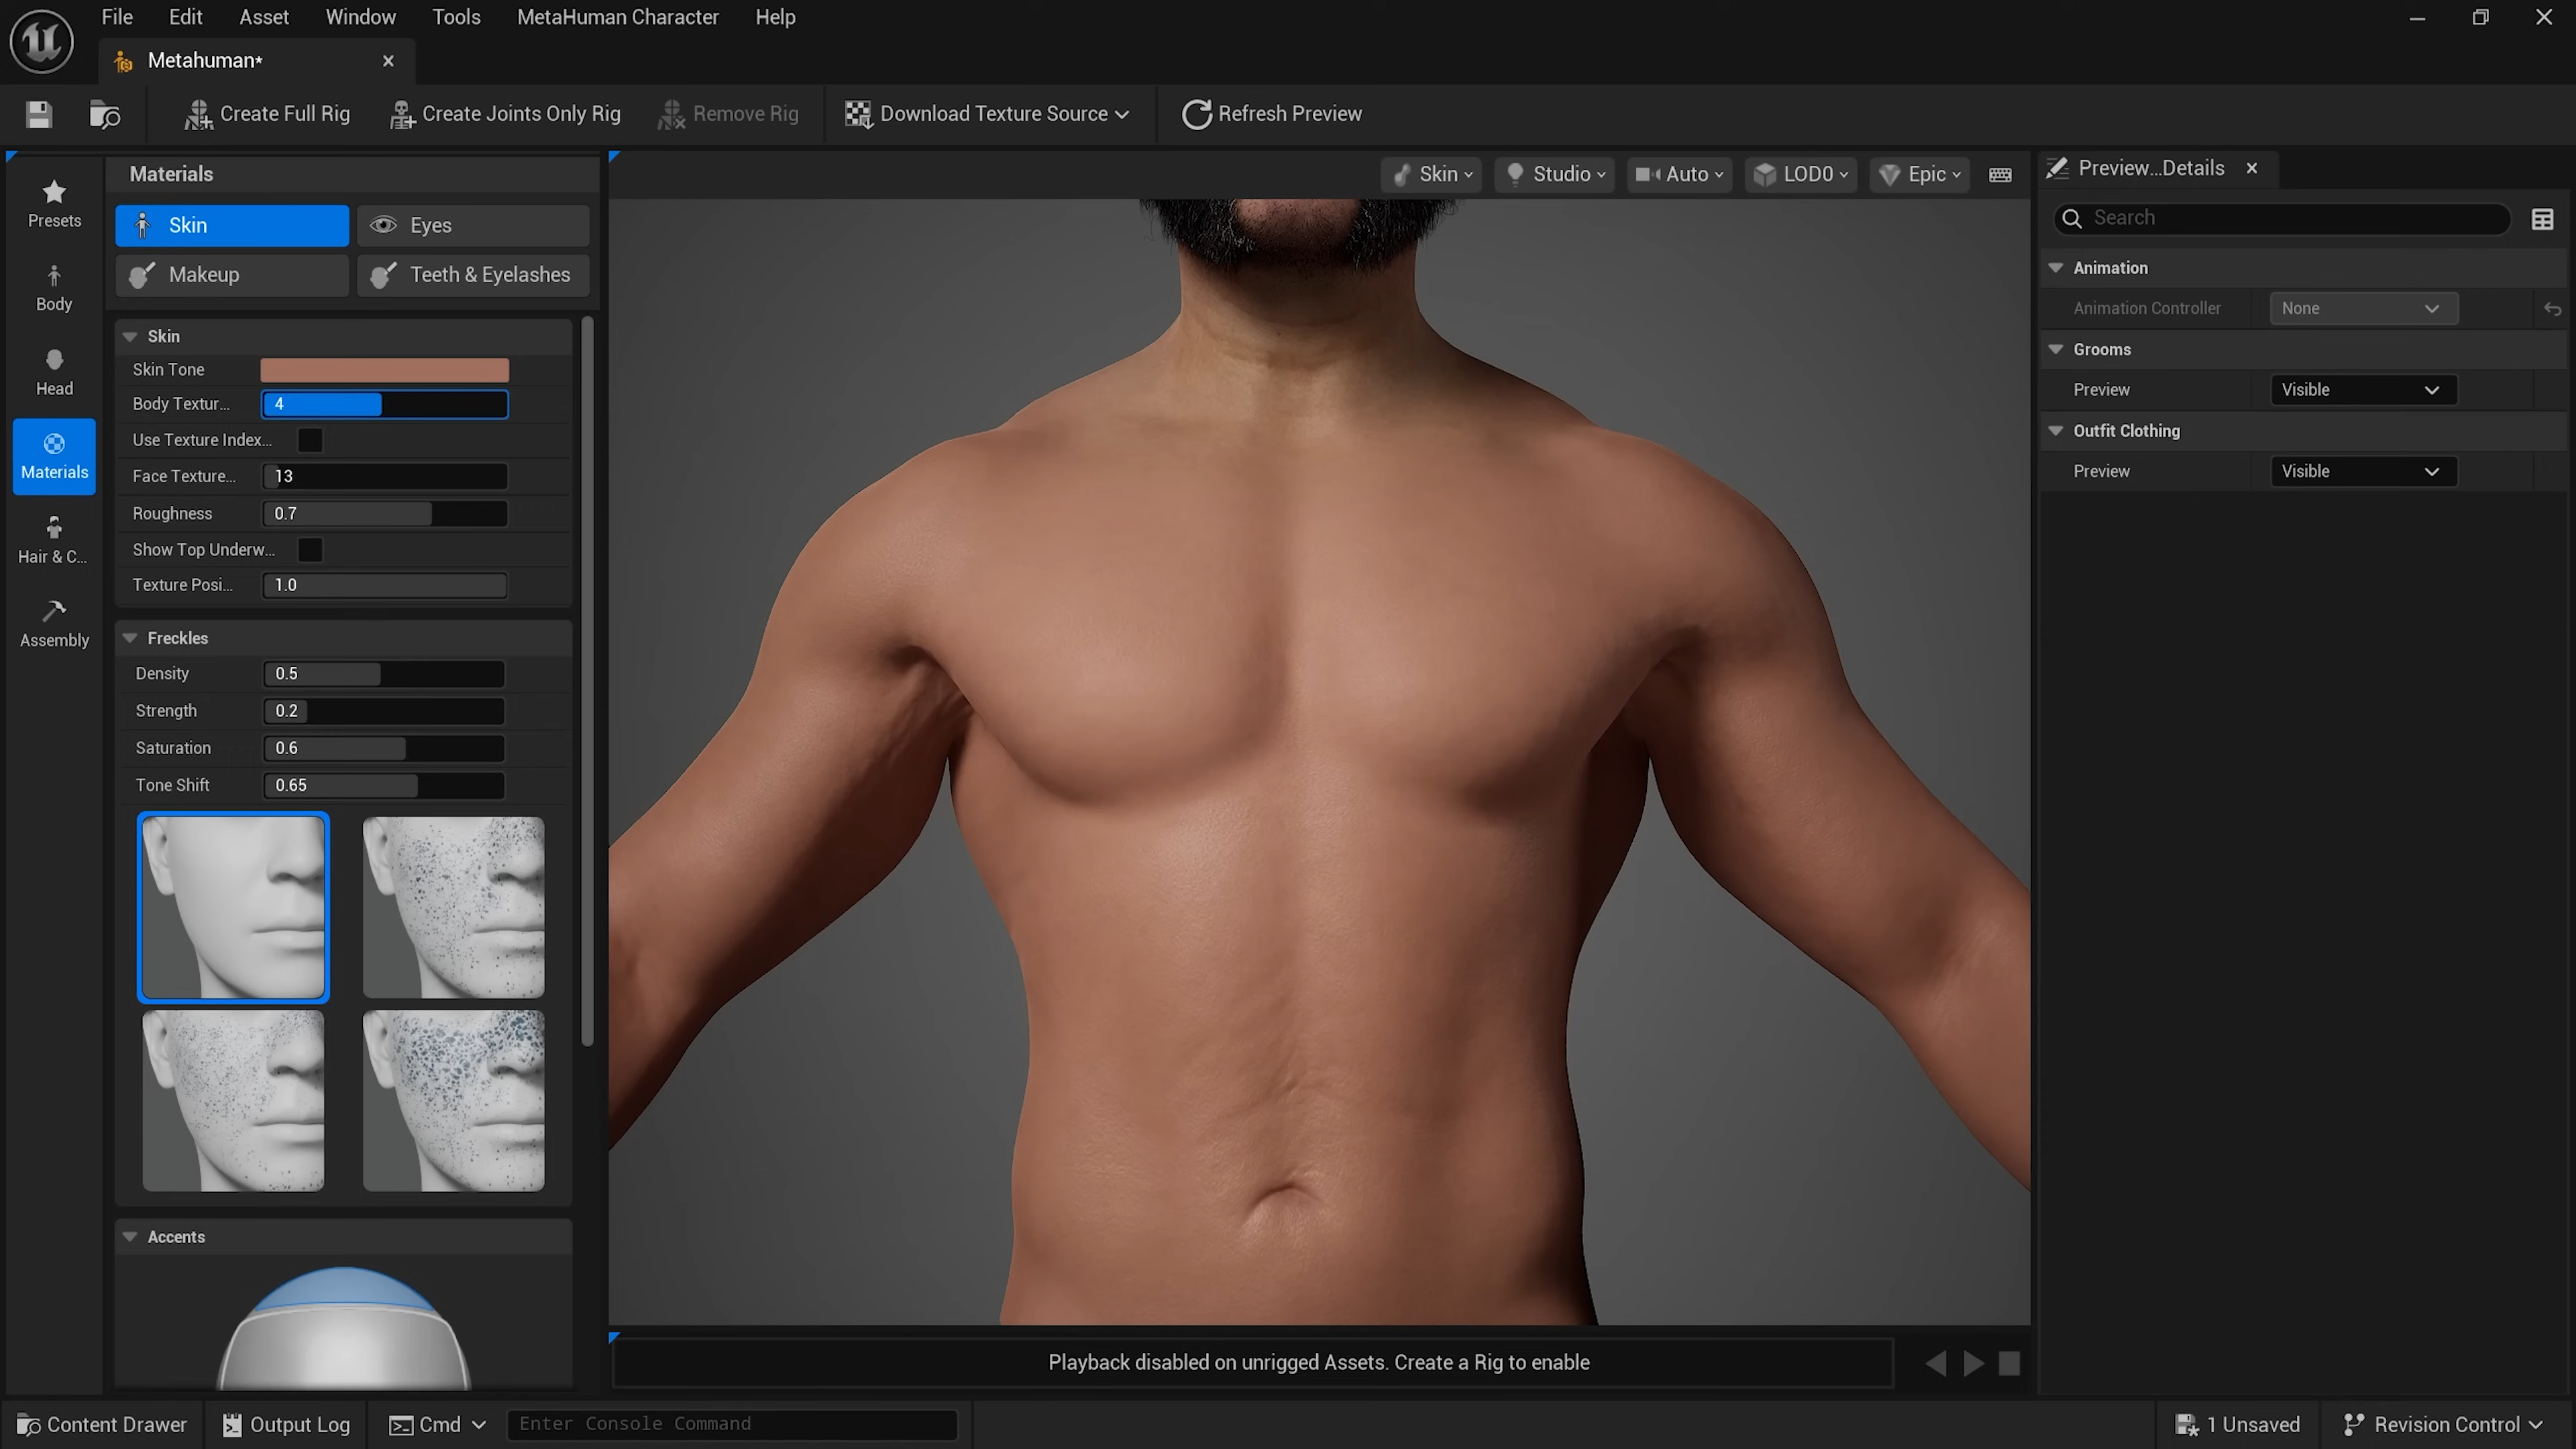 File Edit Asset Window Tools MetaHuman Character Help
Metahuman*
Create Full Rig Create Joints Only Rig Remove Rig Download Texture Source Refresh Preview
Presets
Body
Head
Materials
Hair & C...
Assembly
Materials
Skin Eyes
Makeup Teeth & Eyelashes
Skin
Skin Tone
Body Textur... 4
Use Texture Index...
Face Texture... 13
Roughness 0.7
Show Top Underw...
Texture Posi... 1.0
Freckles
Density 0.5
Strength 0.2
Saturation 0.6
Tone Shift 0.65
Accents
Skin Studio Auto LOD0 Epic
Playback disabled on unrigged Assets. Create a Rig to enable
Preview...Details
Search
Animation
Animation Controller None
Grooms
Preview Visible
Outfit Clothing
Preview Visible
Content Drawer Output Log Cmd Enter Console Command 1 Unsaved Revision Control